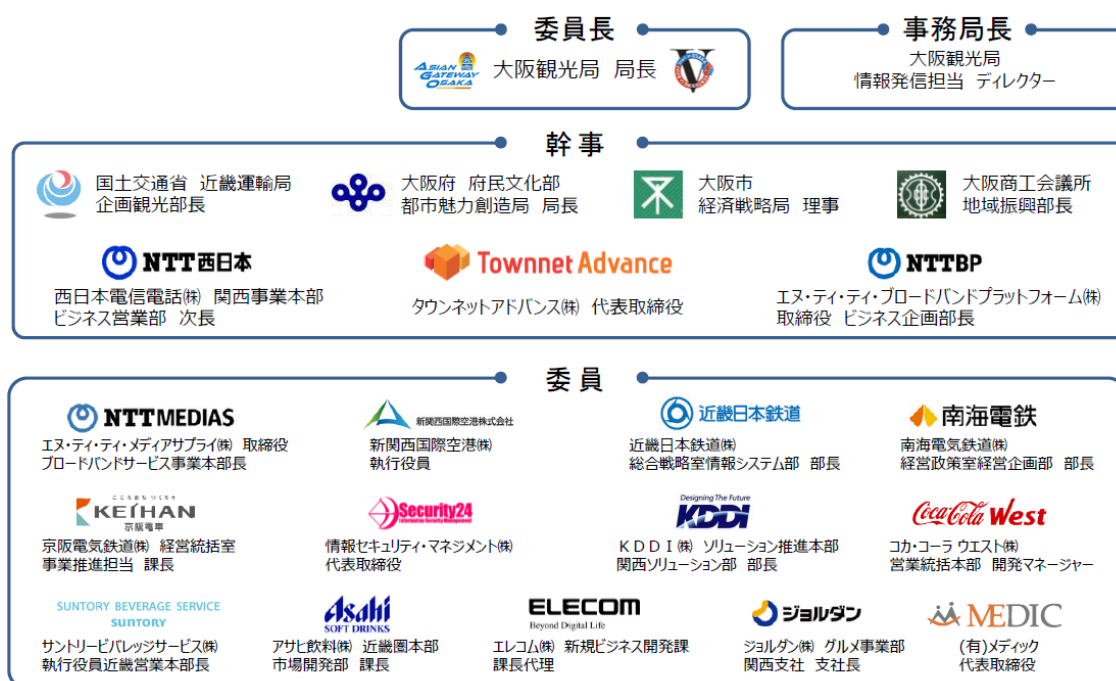 委員長
ASIAN GATEWAY OSAKA
大阪観光局 局長
事務局長
大阪観光局
情報発信担当 ディレクター
幹事
国土交通省 近畿運輸局
企画観光部長
大阪府 府民文化部
都市魅力創造局 局長
大阪市
経済戦略局 理事
大阪商工会議所
地域振興部長
NTT西日本
西日本電信電話㈱ 関西事業本部
ビジネス営業部 次長
Townnet Advance
タウンネットアドバンス㈱ 代表取締役
NTTBP
エヌ・ティ・ティ・ブロードバンドプラットフォーム㈱
取締役 ビジネス企画部長
委員
NTTMEDIAS
エヌ・ティ・ティ・メディアサプライ㈱ 取締役
ブロードバンドサービス事業本部長
新関西国際空港株式会社
新関西国際空港㈱
執行役員
近畿日本鉄道
近畿日本鉄道㈱
総合戦略室情報システム部 部長
南海電鉄
南海電気鉄道㈱
経営政策室経営企画部 部長
こころまち つくろう
KEIHAN
京阪電車
京阪電気鉄道㈱ 経営統括室
事業推進担当 課長
Security24
Information Security Management
情報セキュリティ・マネジメント㈱
代表取締役
Designing The Future
KDDI
ＫＤＤＩ㈱ ソリューション推進本部
関西ソリューション部 部長
Coca-Cola West
コカ・コーラ ウエスト㈱
営業統括本部 開発マネージャー
SUNTORY BEVERAGE SERVICE
SUNTORY
サントリービバレッジサービス㈱
執行役員近畿営業本部長
Asahi
SOFT DRINKS
アサヒ飲料㈱ 近畿圏本部
市場開発部 課長
ELECOM
Beyond Digital Life
エレコム㈱ 新規ビジネス開発課
課長代理
ジョルダン
ジョルダン㈱ グルメ事業部
関西支社 支社長
MEDIC
(有)メディック
代表取締役